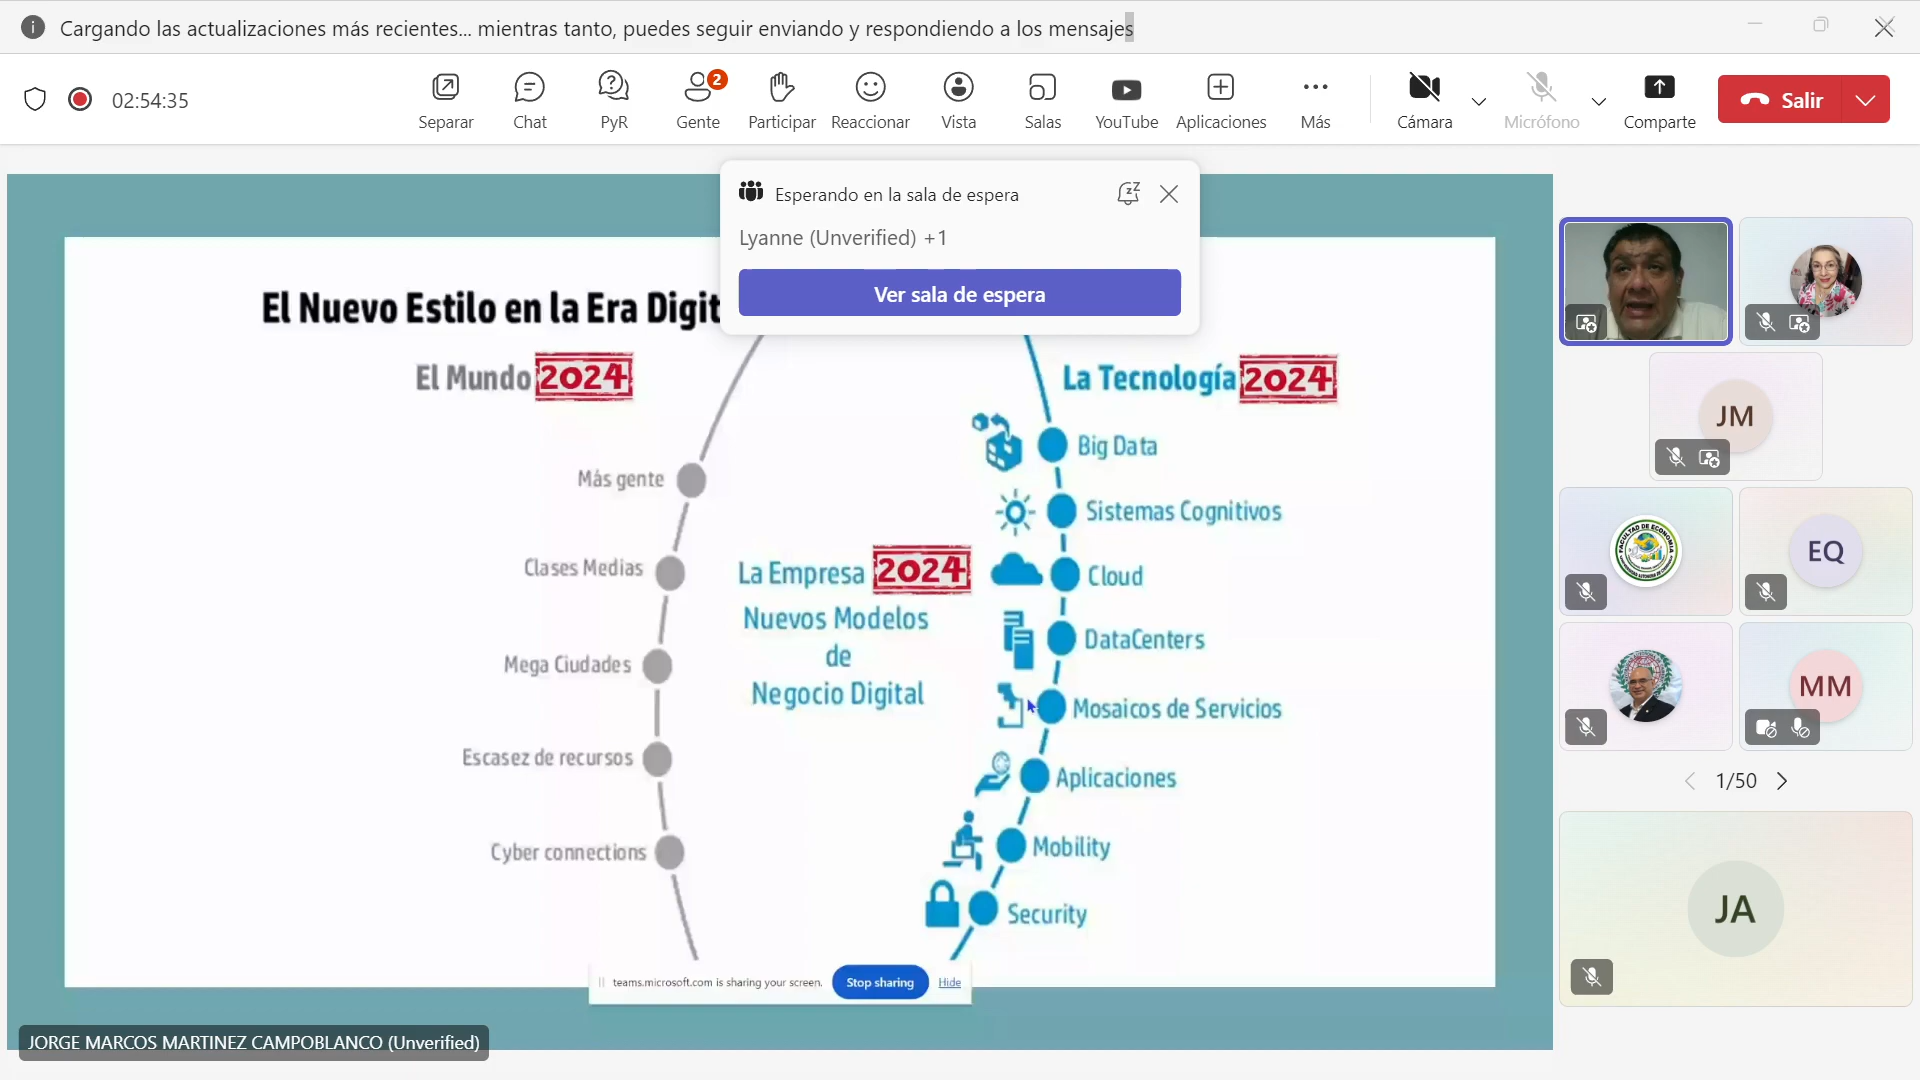 Cargando las actualizaciones más recientes... mientras tanto, puedes seguir enviando y respondiendo a los mensajes
02:54:35
Separar
Chat
PyR
2
Gente
Participar
Reaccionar
Vista
Salas
YouTube
Aplicaciones
Más
Cámara
Micrófono
Comparte
Salir
Esperando en la sala de espera
Lyanne (Unverified) +1
Ver sala de espera
El Nuevo Estilo en la Era Digit
El Mundo 2024
Más gente
Clases Medias
Mega Ciudades
Escasez de recursos
Cyber connections
La Empresa 2024
Nuevos Modelos
de
Negocio Digital
La Tecnología 2024
Big Data
Sistemas Cognitivos
Cloud
DataCenters
Mosaicos de Servicios
Aplicaciones
Mobility
Security
teams.microsoft.com is sharing your screen.
Stop sharing
Hide
JORGE MARCOS MARTINEZ CAMPOBLANCO (Unverified)
JM
FACULTAD DE ECONOMIA
EQ
MM
1/50
JA